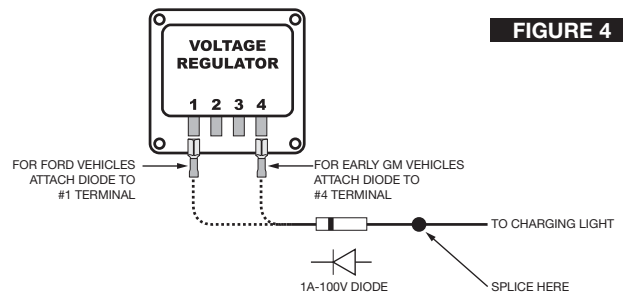 FIGURE 4
VOLTAGE
REGULATOR
1 2 3 4
FOR FORD VEHICLES
ATTACH DIODE TO
#1 TERMINAL
FOR EARLY GM VEHICLES
ATTACH DIODE TO
#4 TERMINAL
TO CHARGING LIGHT
1A-100V DIODE
SPLICE HERE